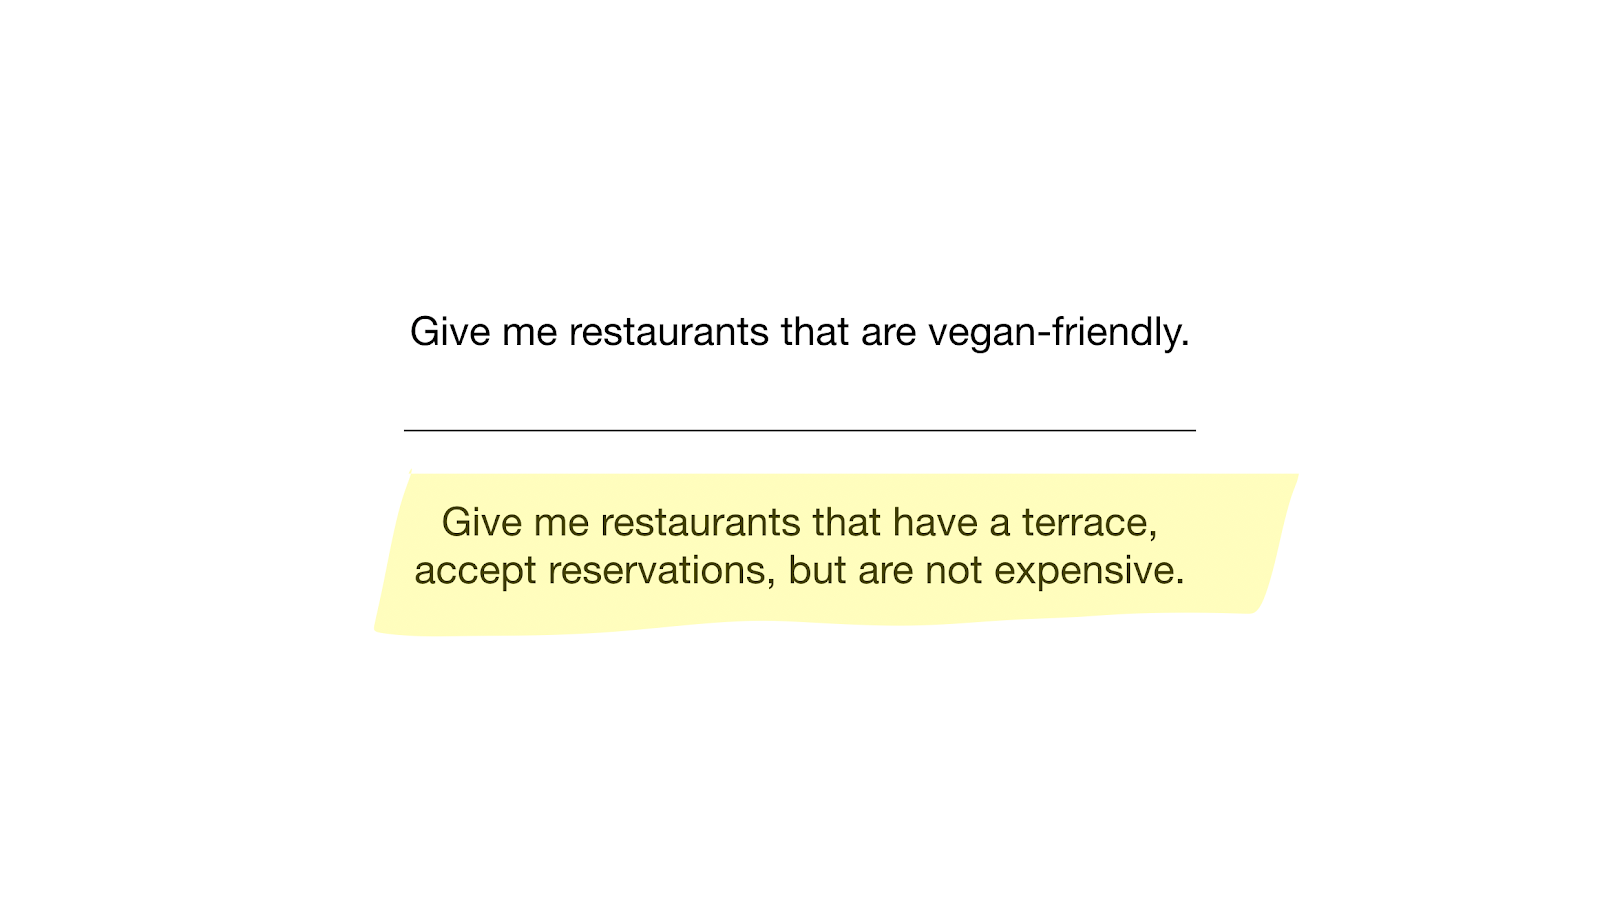 Give me restaurants that are vegan-friendly.
Give me restaurants that have a terrace,
accept reservations, but are not expensive.